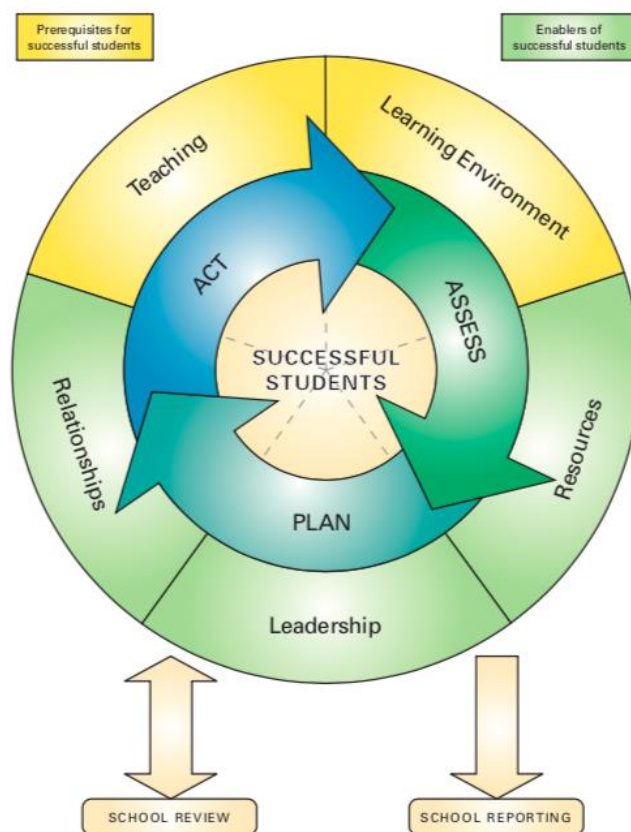 Prerequisites for
successful students
Enablers of
successful students
Teaching
Learning Environment
ACT
ASSESS
SUCCESSFUL
STUDENTS
Relationships
Resources
PLAN
Leadership
SCHOOL REVIEW
SCHOOL REPORTING